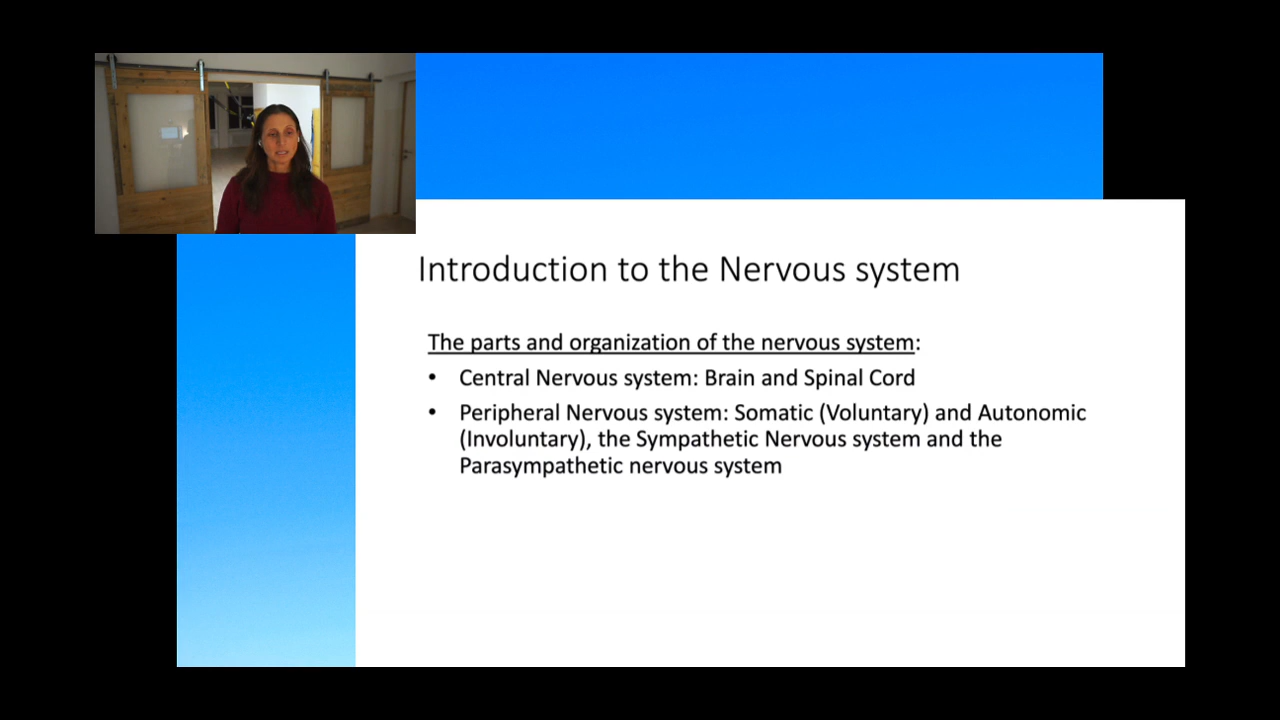 Introduction to the Nervous system
The parts and organization of the nervous system:
• Central Nervous system: Brain and Spinal Cord
• Peripheral Nervous system: Somatic (Voluntary) and Autonomic
(Involuntary), the Sympathetic Nervous system and the
Parasympathetic nervous system